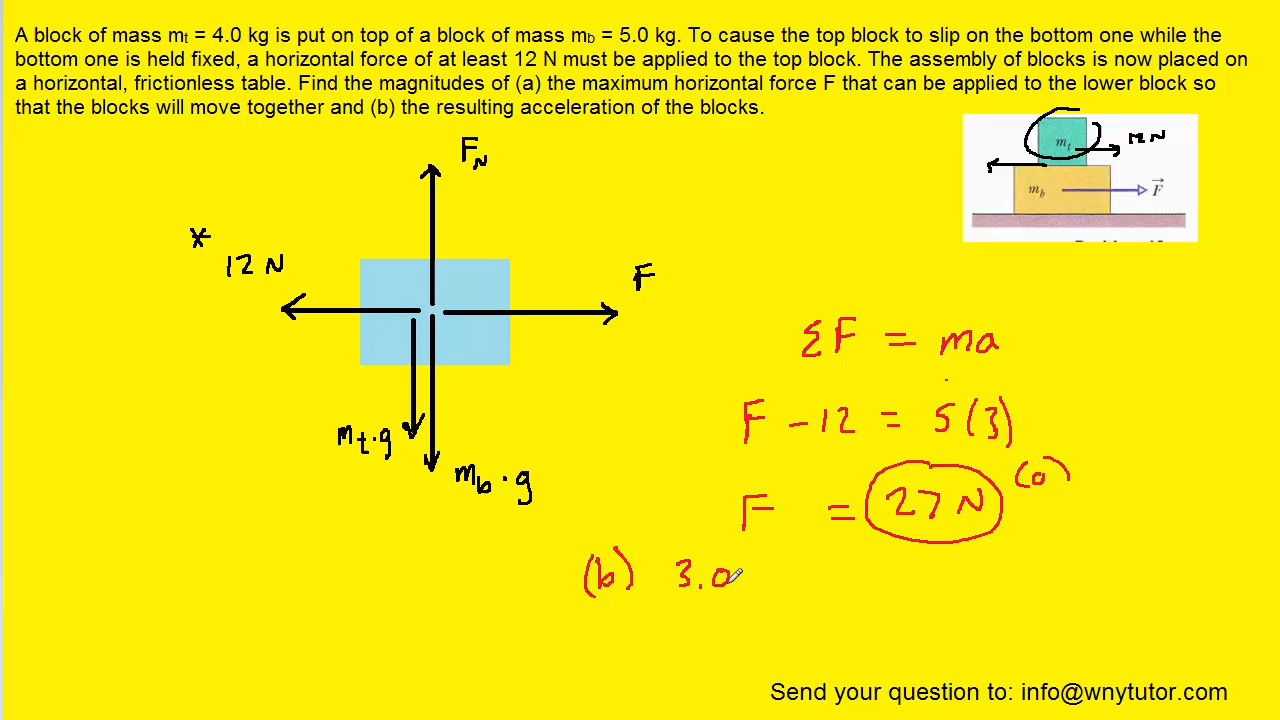 A block of mass mt = 4.0 kg is put on top of a block of mass mb = 5.0 kg. To cause the top block to slip on the bottom one while the
bottom one is held fixed, a horizontal force of at least 12 N must be applied to the top block. The assembly of blocks is now placed on
a horizontal, frictionless table. Find the magnitudes of (a) the maximum horizontal force F that can be applied to the lower block so
that the blocks will move together and (b) the resulting acceleration of the blocks.
FN
mt
12 N
mb
F
*
12 N
F
ΣF = ma
F - 12 = 5(3)
mt·g
mb·g
F = 27 N (a)
(b) 3.0
Send your question to: info@wnytutor.com